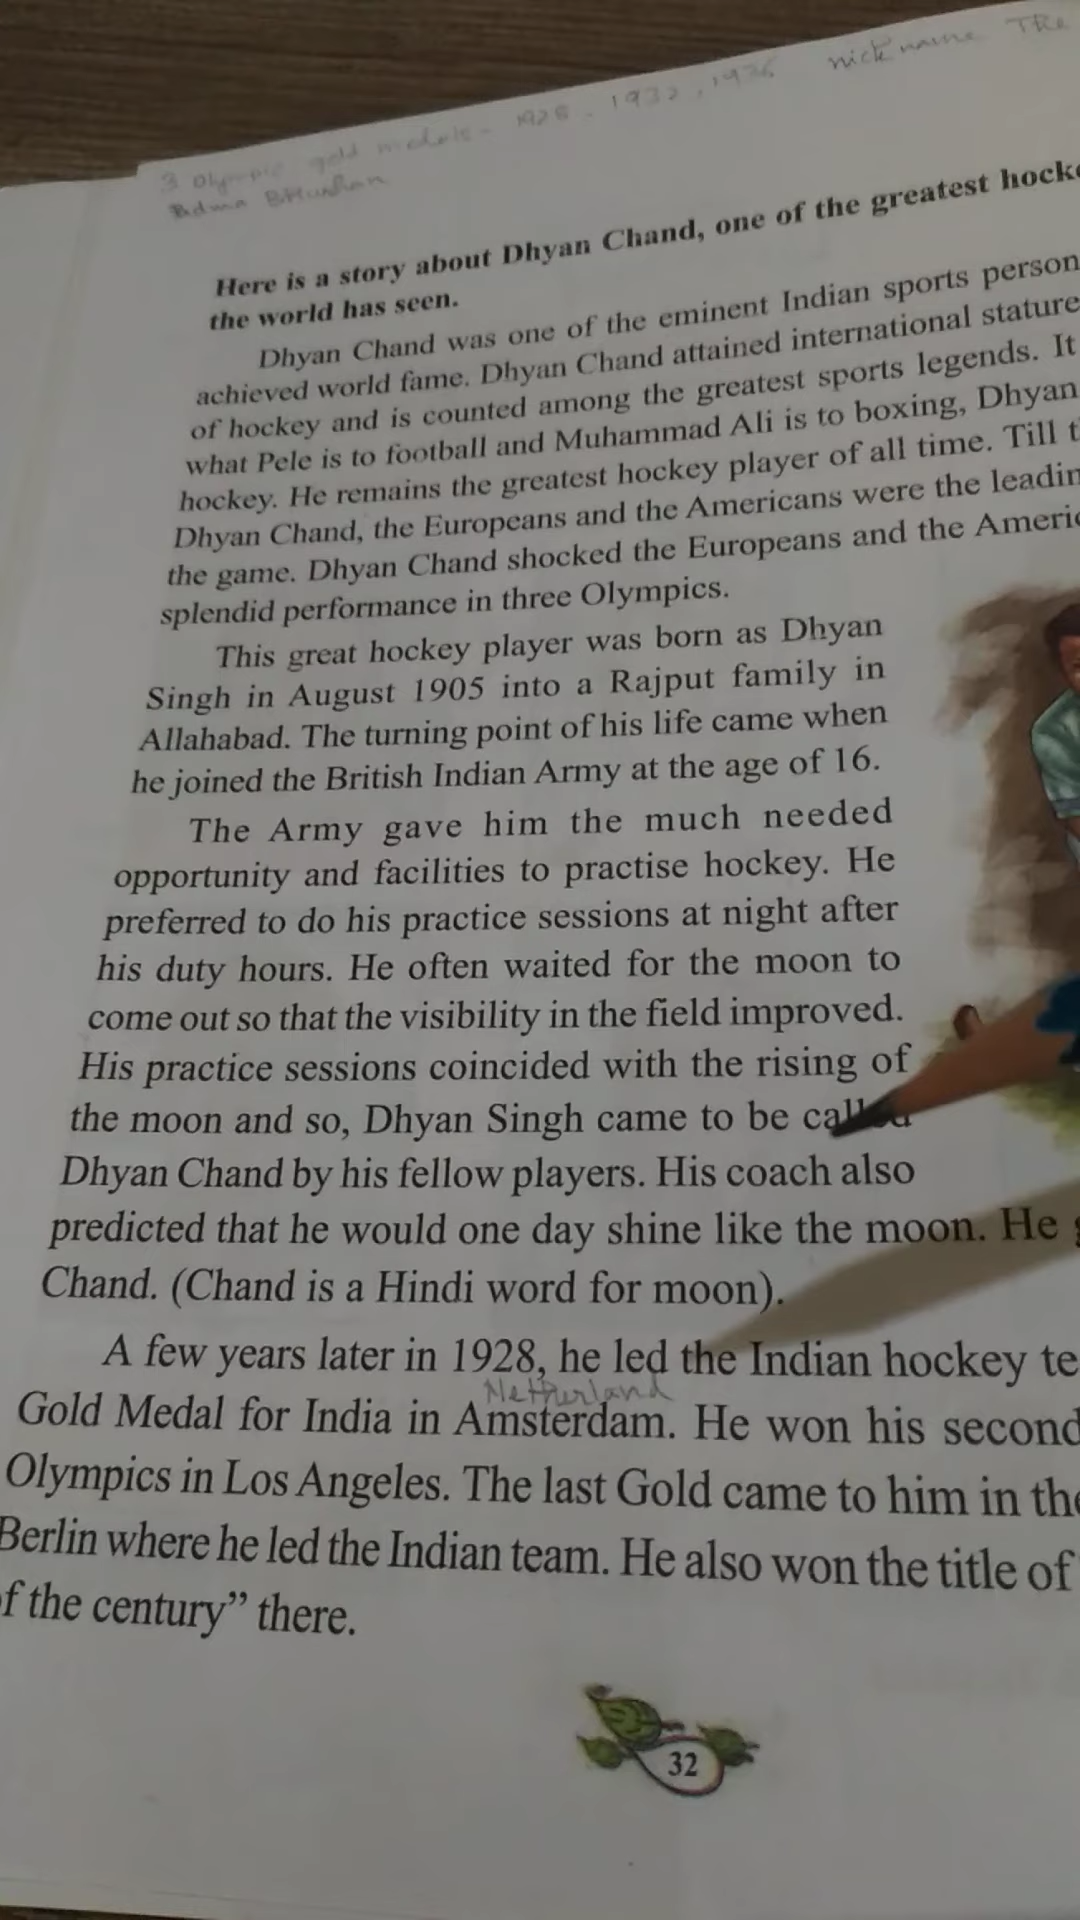 nick name The
3 Olympic gold medals - 1928, 1932, 1936
Padma Bhushan
Here is a story about Dhyan Chand, one of the greatest hock
the world has seen.
Dhyan Chand was one of the eminent Indian sports person
achieved world fame. Dhyan Chand attained international stature
of hockey and is counted among the greatest sports legends. It
what Pele is to football and Muhammad Ali is to boxing, Dhyan
hockey. He remains the greatest hockey player of all time. Till t
Dhyan Chand, the Europeans and the Americans were the leadin
the game. Dhyan Chand shocked the Europeans and the Americ
splendid performance in three Olympics.
This great hockey player was born as Dhyan
Singh in August 1905 into a Rajput family in
Allahabad. The turning point of his life came when
he joined the British Indian Army at the age of 16.
The Army gave him the much needed
opportunity and facilities to practise hockey. He
preferred to do his practice sessions at night after
his duty hours. He often waited for the moon to
come out so that the visibility in the field improved.
His practice sessions coincided with the rising of
the moon and so, Dhyan Singh came to be called
Dhyan Chand by his fellow players. His coach also
predicted that he would one day shine like the moon. He
Chand. (Chand is a Hindi word for moon).
A few years later in 1928, he led the Indian hockey te
Netherland
Gold Medal for India in Amsterdam. He won his second
Olympics in Los Angeles. The last Gold came to him in the
Berlin where he led the Indian team. He also won the title of
f the century” there.
32